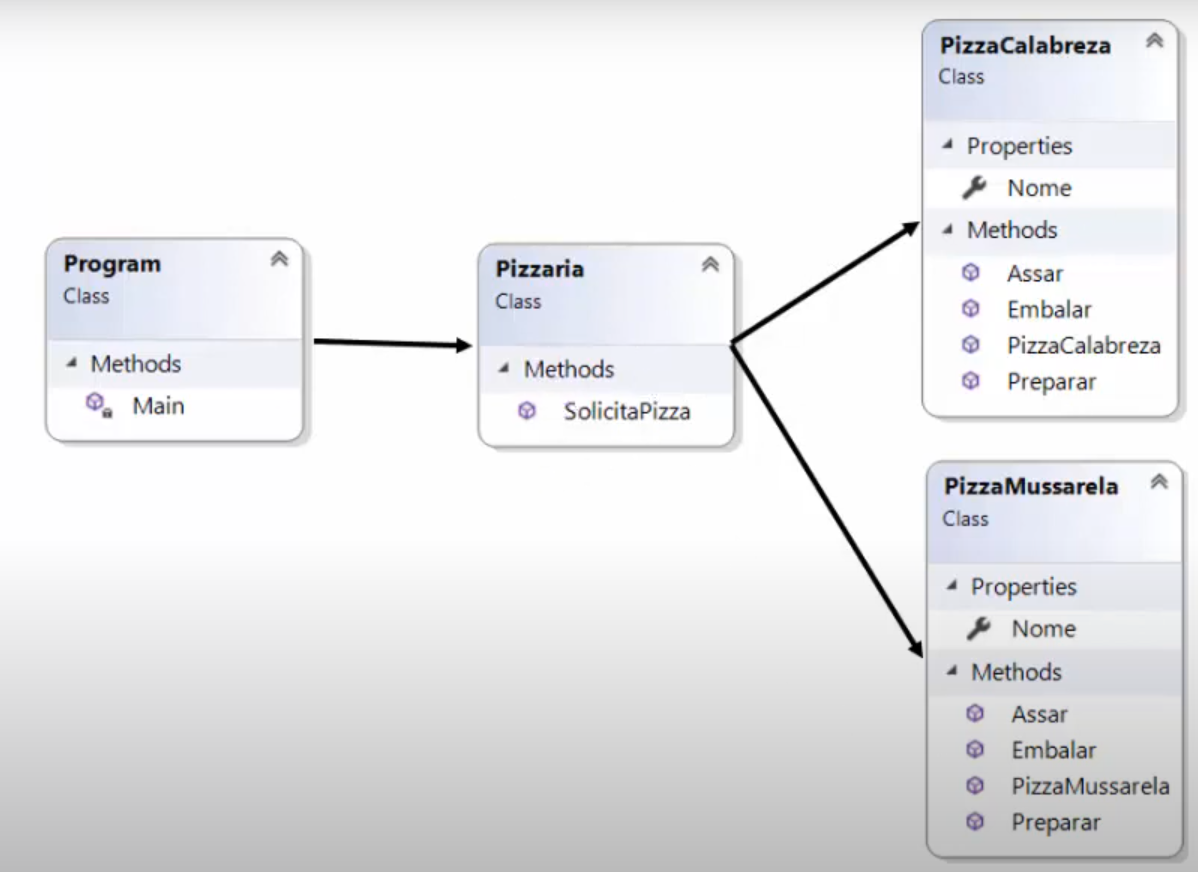 Program
Class
Methods
Main
Pizzaria
Class
Methods
SolicitaPizza
PizzaCalabreza
Class
Properties
Nome
Methods
Assar
Embalar
PizzaCalabreza
Preparar
PizzaMussarela
Class
Properties
Nome
Methods
Assar
Embalar
PizzaMussarela
Preparar